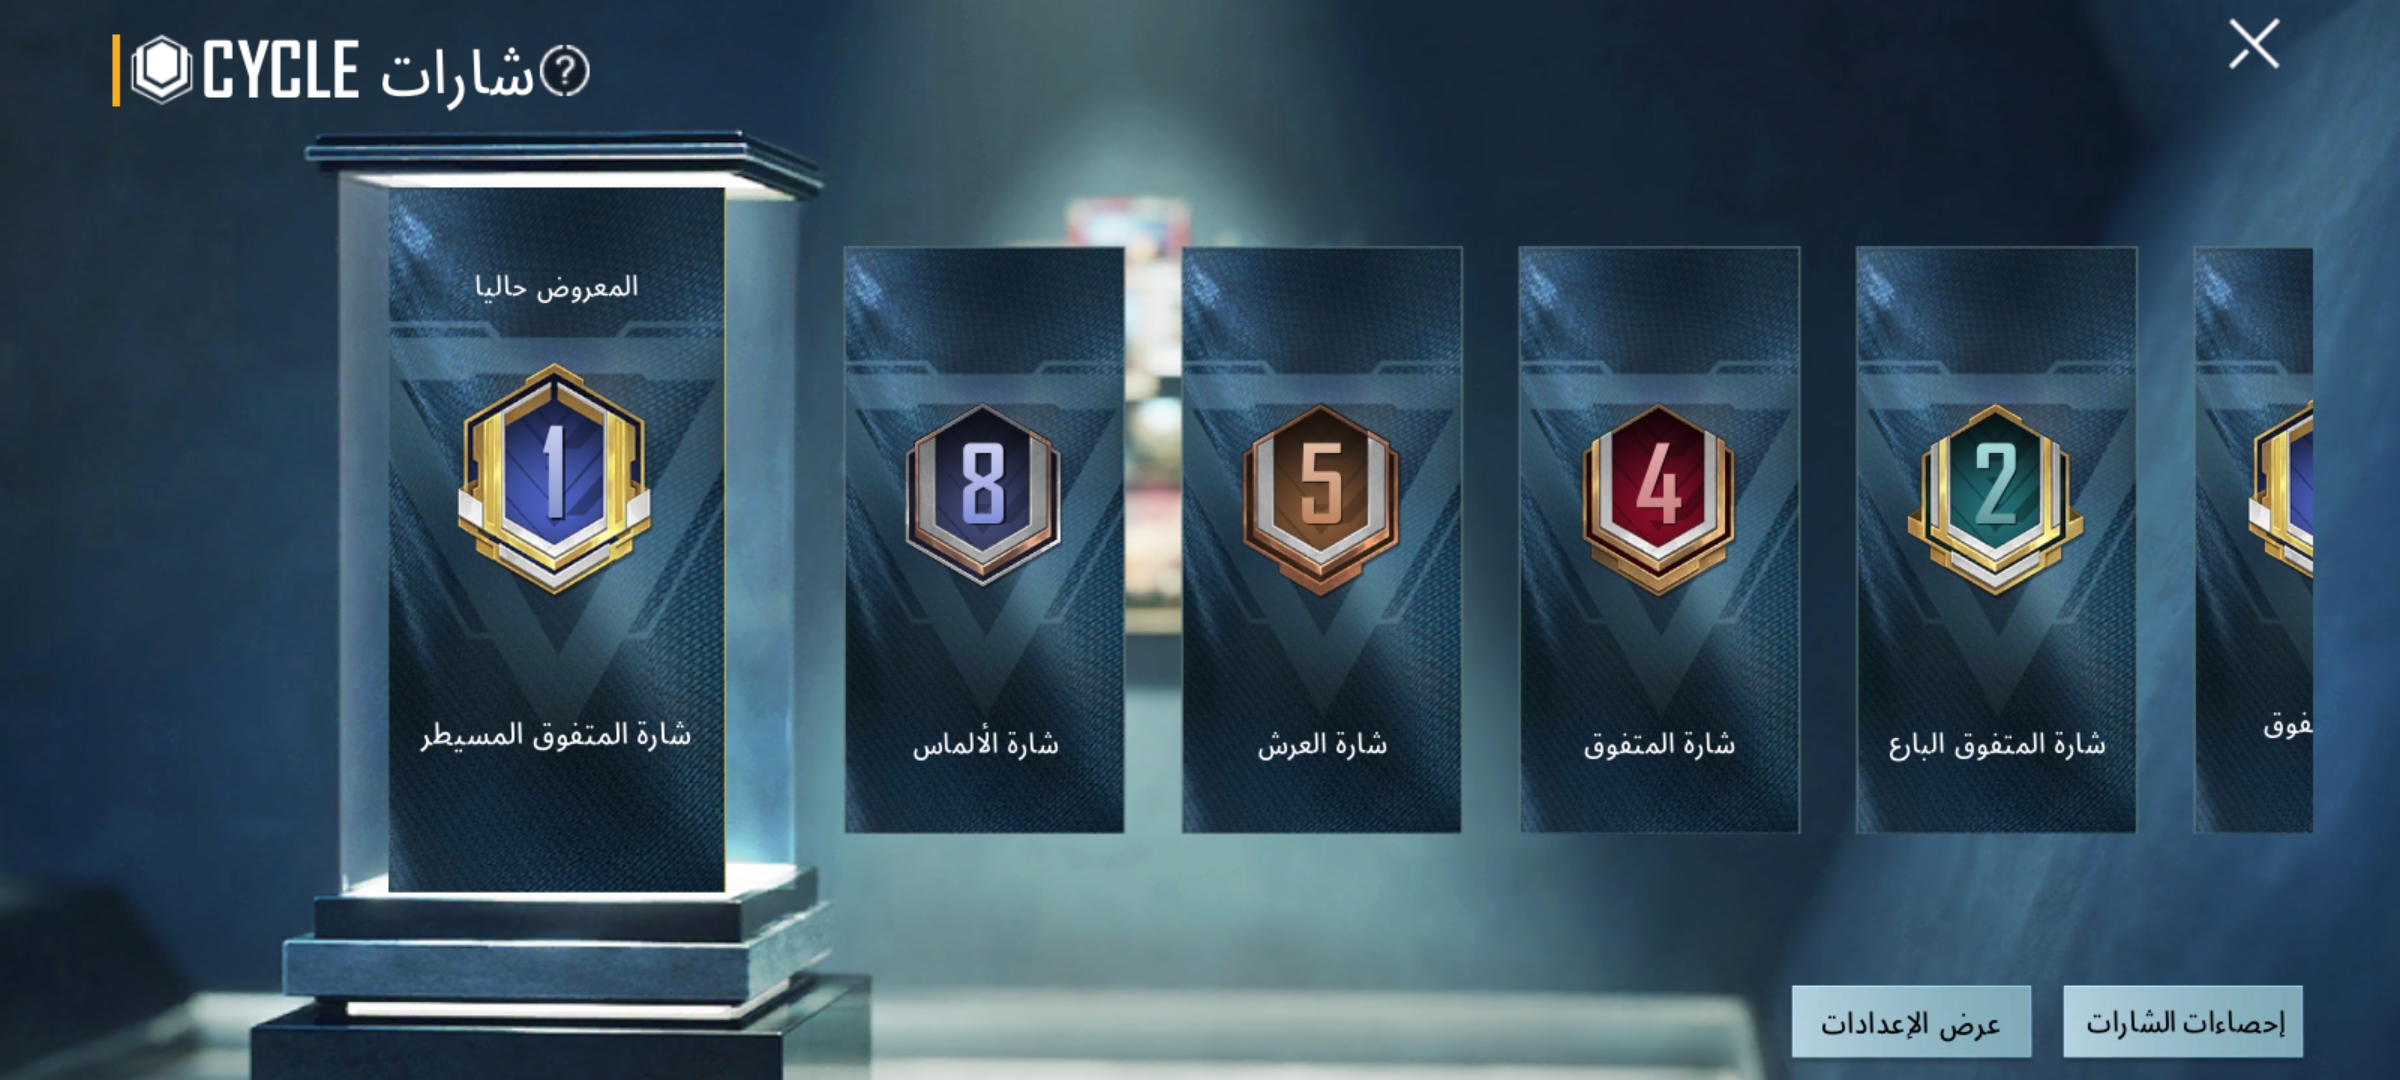 شارات CYCLE
?
المعروض حاليا
1
شارة المتفوق المسيطر
8
شارة الألماس
5
شارة العرش
4
شارة المتفوق
2
شارة المتفوق البارع
عرض الإعدادات
إحصاءات الشارات